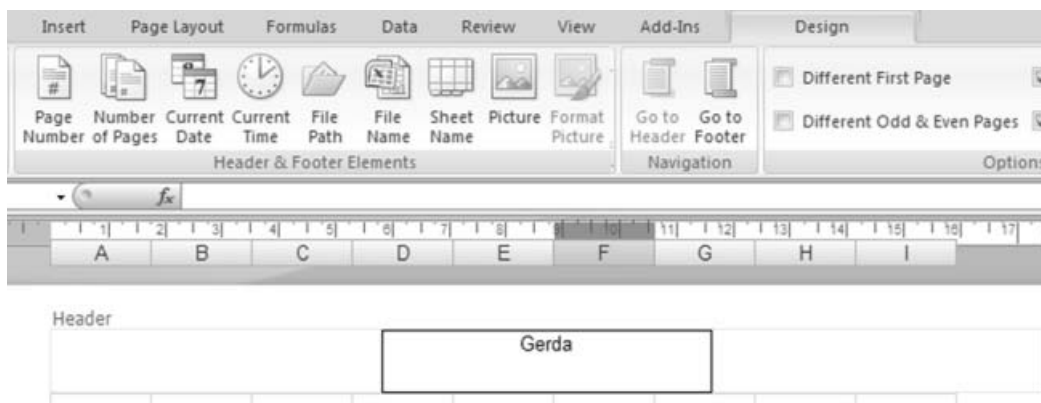 Insert Page Layout Formulas Data Review View Add-Ins Design
Page Number
Number of Pages
Current Date
Current Time
File Path
File Name
Sheet Name
Picture
Format Picture
Header & Footer Elements
Go to Header
Go to Footer
Navigation
Different First Page
Different Odd & Even Pages
Options
fx
1 2 3 4 5 6 7 8 9 10 11 12 13 14 15 16 17
A B C D E F G H I
Header
Gerda